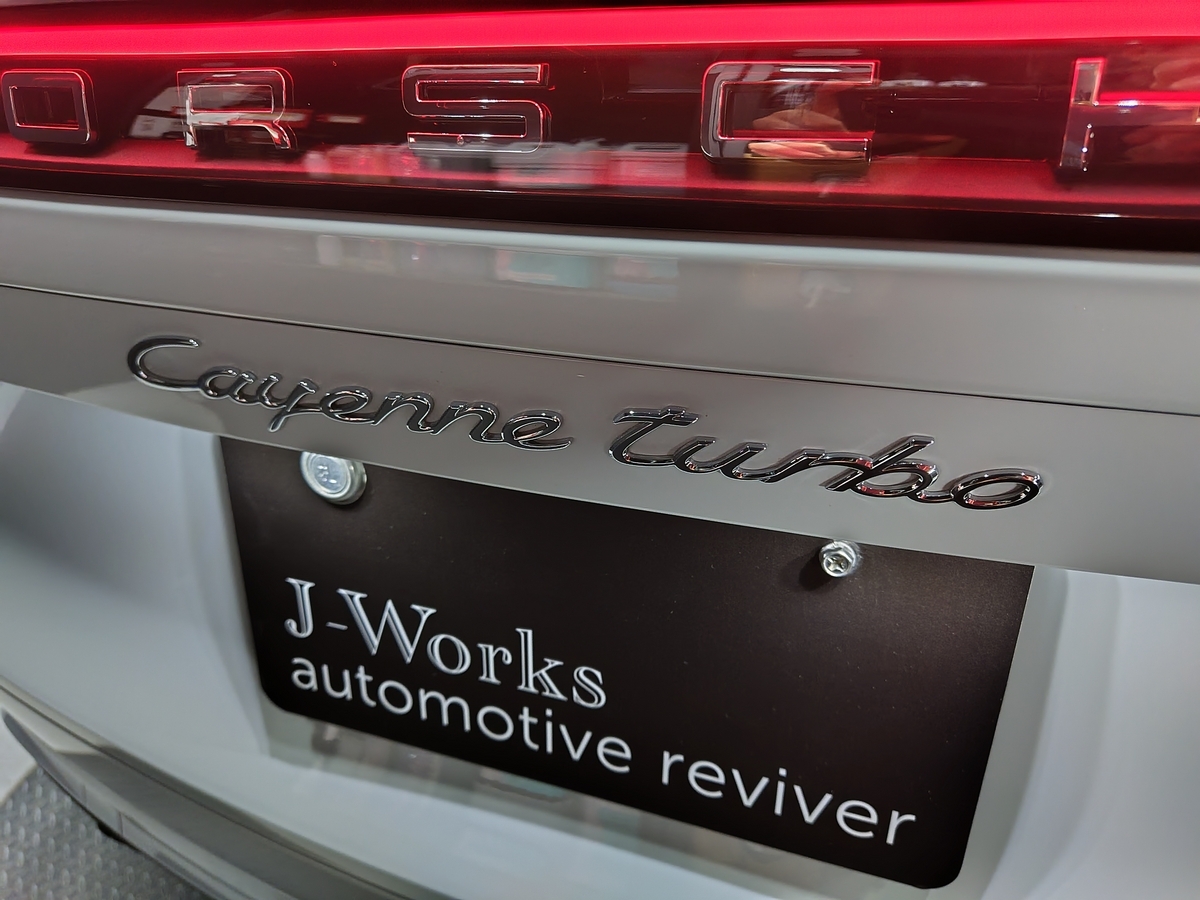 ORSCH
Cayenne turbo
J-Works
automotive reviver